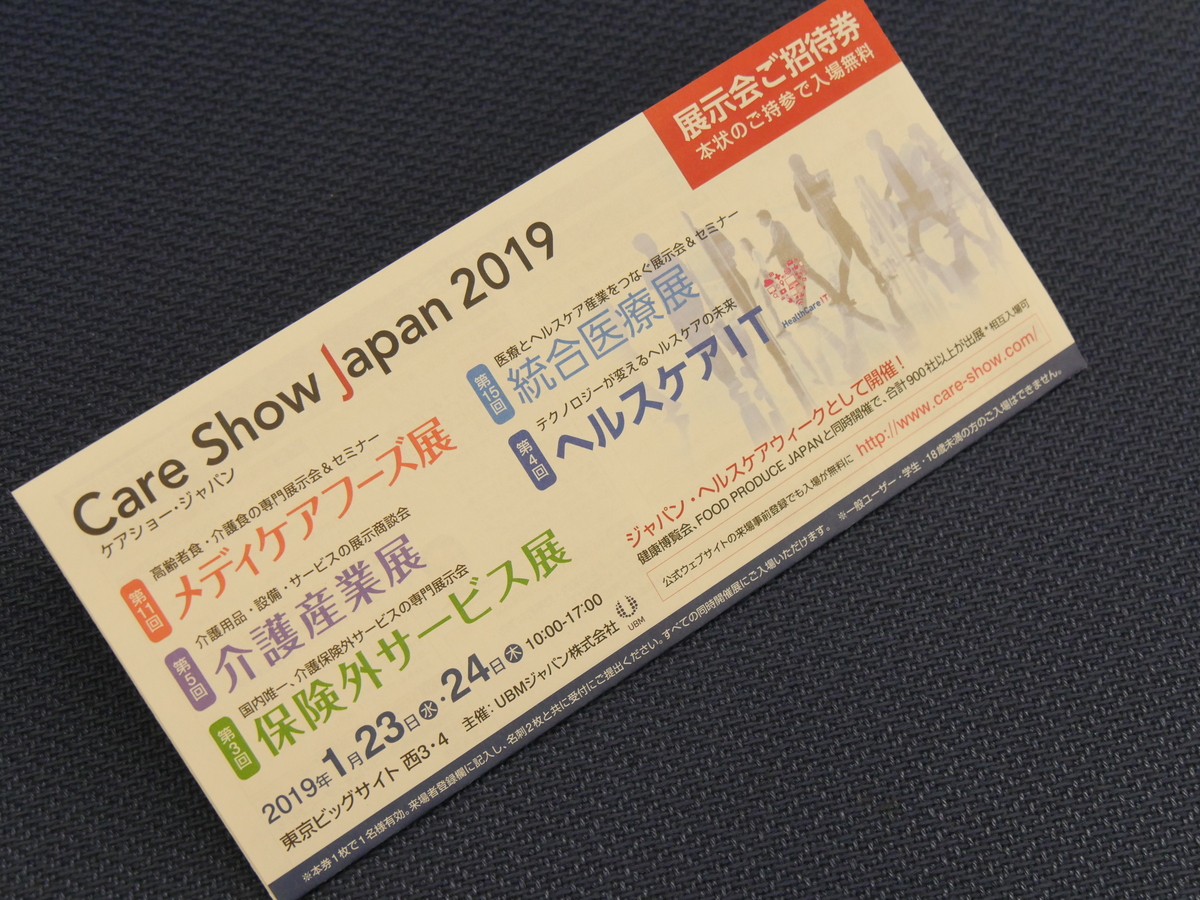 展示会ご招待券
本状のご持参で入場無料
Care Show Japan 2019
ケアショー・ジャパン
高齢者食・介護食の専門展示会&セミナー
第11回 メディケアフーズ展
介護用品・設備・サービスの展示商談会
第5回 介護産業展
国内唯一、介護保険外サービスの専門展示会
第3回 保険外サービス展
医療とヘルスケア産業をつなぐ展示会&セミナー
第15回 統合医療展
テクノロジーが変えるヘルスケアの未来
第4回 ヘルスケアIT
HealthCare IT
2019年1月23日水・24日木 10:00-17:00
東京ビッグサイト 西3・4 主催：UBMジャパン株式会社
UBM
ジャパン・ヘルスケアウィークとして開催！
健康博覧会、FOOD PRODUCE JAPANと同時開催で、合計900社以上が出展・相互入場可
公式ウェブサイトの来場事前登録でも入場が無料に http://www.care-show.com/
※本券1枚で1名様有効。来場者登録欄に記入し、名刺2枚と共に受付にご提出ください。すべての同時開催展にご入場いただけます。 ※一般ユーザー・学生・18歳未満の方のご入場はできません。